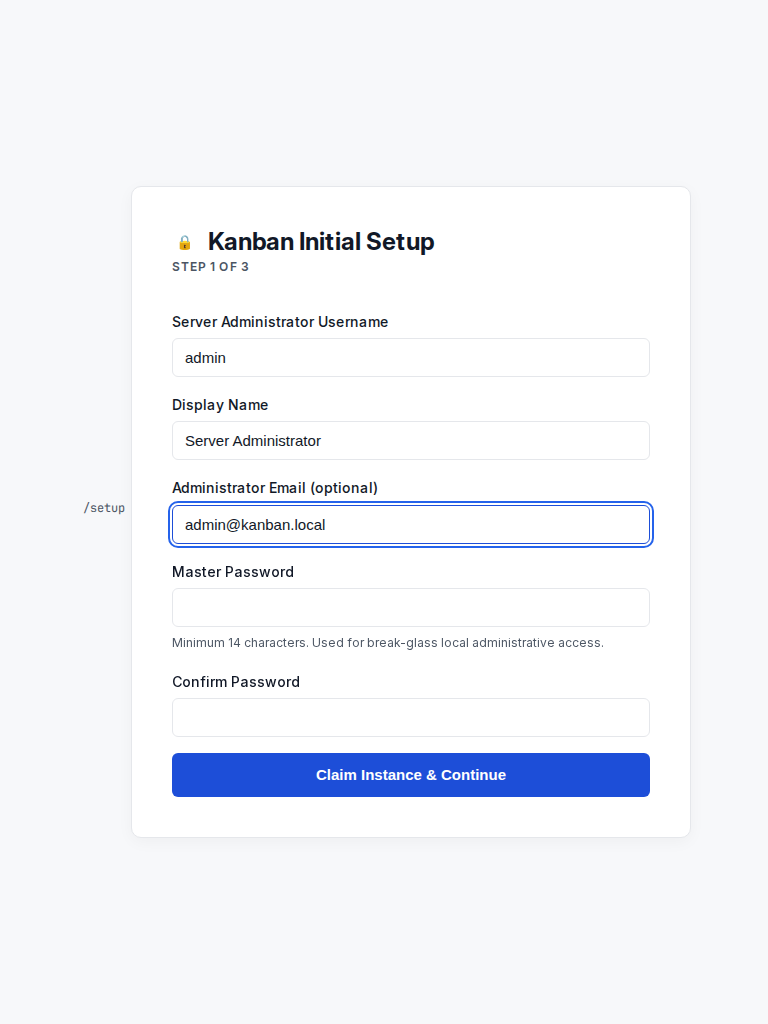 🔒 Kanban Initial Setup
STEP 1 OF 3
Server Administrator Username
admin
Display Name
Server Administrator
Administrator Email (optional)
/setup
admin@kanban.local
Master Password
Minimum 14 characters. Used for break-glass local administrative access.
Confirm Password
Claim Instance & Continue